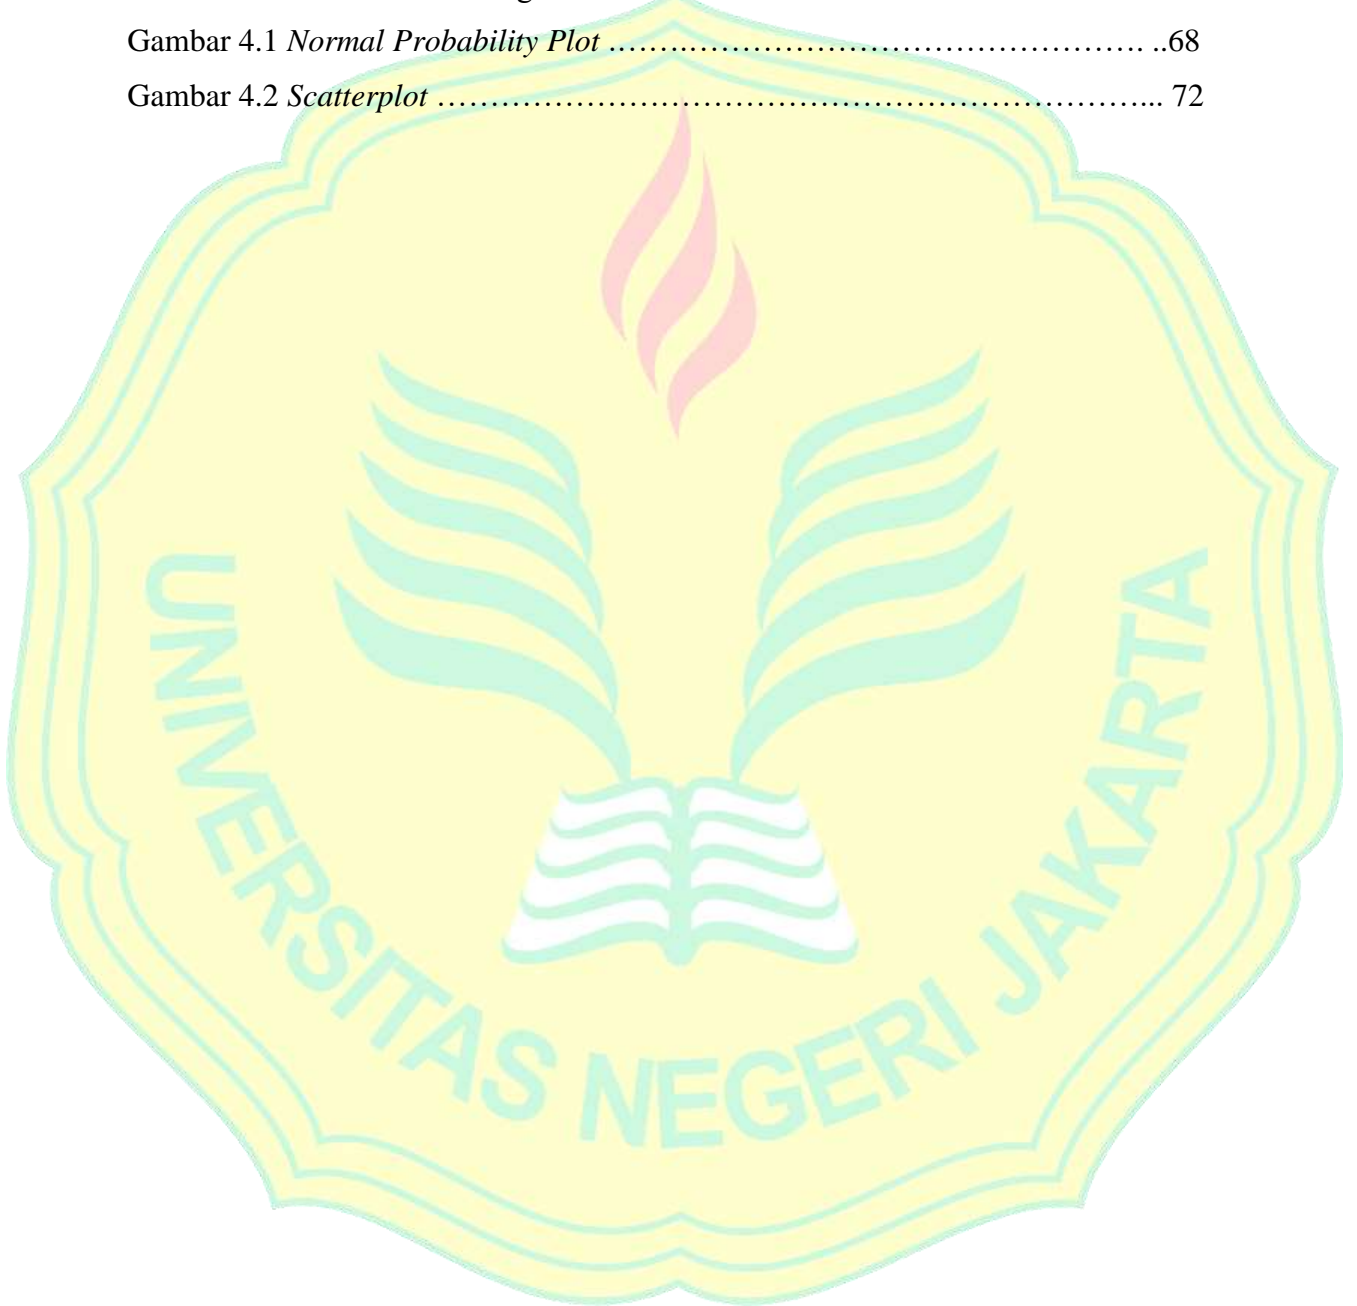 Gambar 4.1 Normal Probability Plot …….…………………………………… ..68
Gambar 4.2 Scatterplot ……………………………………………………………... 72
UNIVERSITAS NEGERI JAKARTA